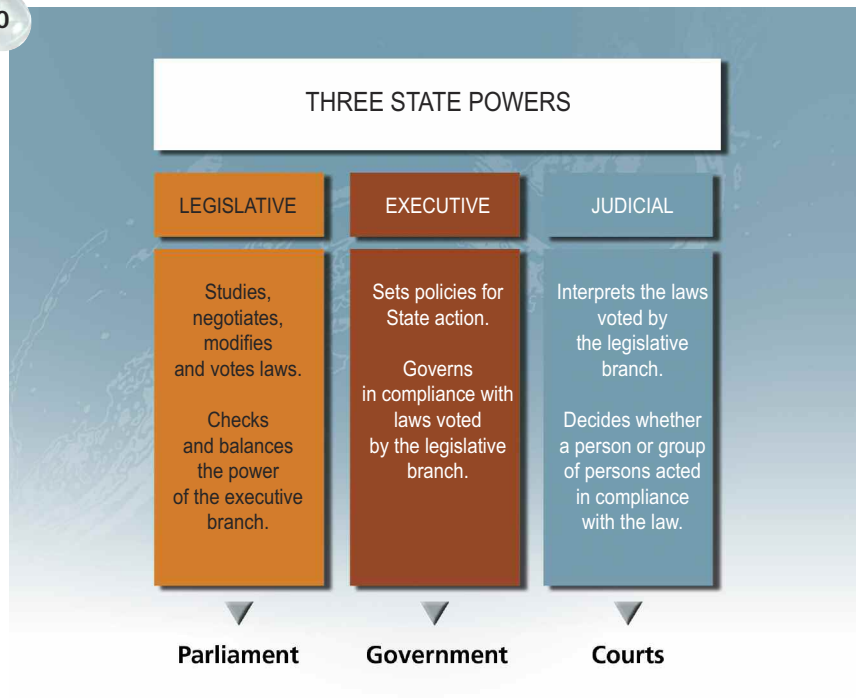 0
THREE STATE POWERS
LEGISLATIVE
Studies,
negotiates,
modifies
and votes laws.
Checks
and balances
the power
of the executive
branch.
Parliament
EXECUTIVE
Sets policies for
State action.
Governs
in compliance with
laws voted
by the legislative
branch.
Government
JUDICIAL
Interprets the laws
voted by
the legislative
branch.
Decides whether
a person or group
of persons acted
in compliance
with the law.
Courts